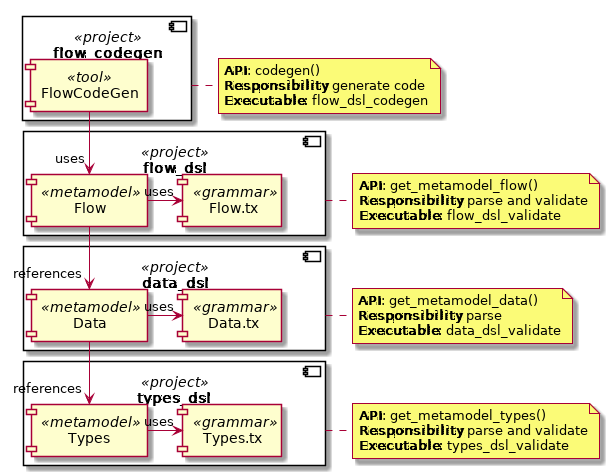 «project»
flow_codegen
«tool»
FlowCodeGen
API: codegen()
Responsibility generate code
Executable: flow_dsl_codegen
uses
«project»
flow_dsl
«metamodel»
Flow
uses
«grammar»
Flow.tx
API: get_metamodel_flow()
Responsibility parse and validate
Executable: flow_dsl_validate
references
«project»
data_dsl
«metamodel»
Data
uses
«grammar»
Data.tx
API: get_metamodel_data()
Responsibility parse
Executable: data_dsl_validate
references
«project»
types_dsl
«metamodel»
Types
uses
«grammar»
Types.tx
API: get_metamodel_types()
Responsibility parse and validate
Executable: types_dsl_validate